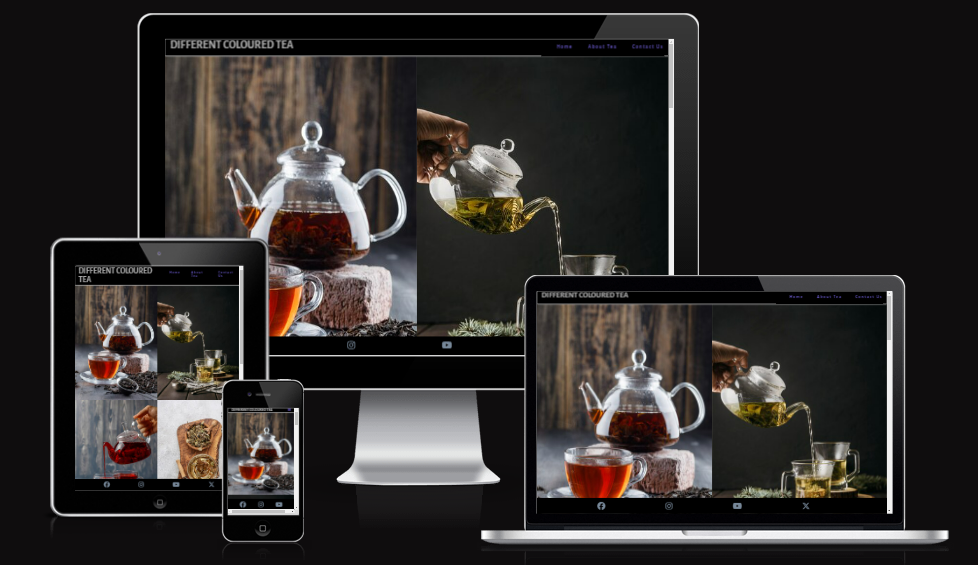 DIFFERENT COLOURED TEA
Home About Tea Contact Us
DIFFERENT COLOURED
TEA
Home About
Tea Contact
Us
DIFFERENT COLOURED TEA
Home About Tea Contact Us
DIFFERENT COLOURED TEA